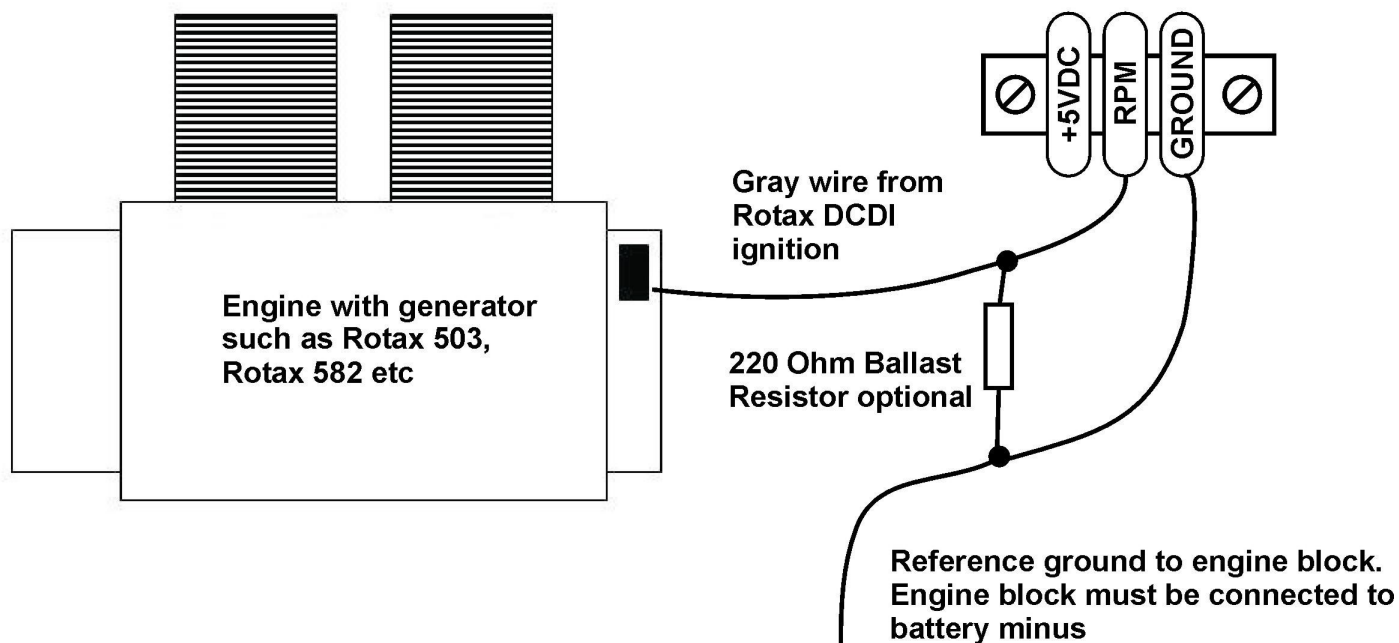 +5VDC
RPM
GROUND
Gray wire from
Rotax DCDI
ignition
Engine with generator
such as Rotax 503,
Rotax 582 etc
220 Ohm Ballast
Resistor optional
Reference ground to engine block.
Engine block must be connected to
battery minus